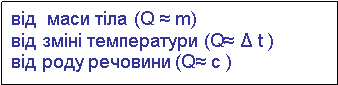 від  маси тіла (Q ≈ m)
від зміні температури (Q≈ Δ t )
від роду речовини (Q≈ c )